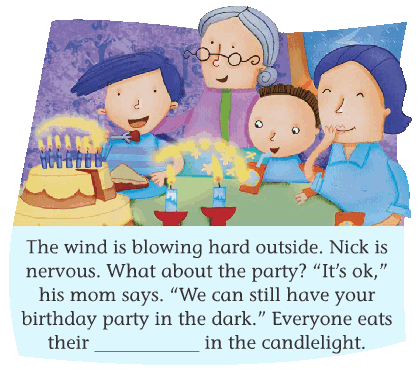 The wind is blowing hard outside. Nick is
nervous. What about the party? “It’s ok,”
his mom says. “We can still have your
birthday party in the dark.” Everyone eats
their ___________ in the candlelight.